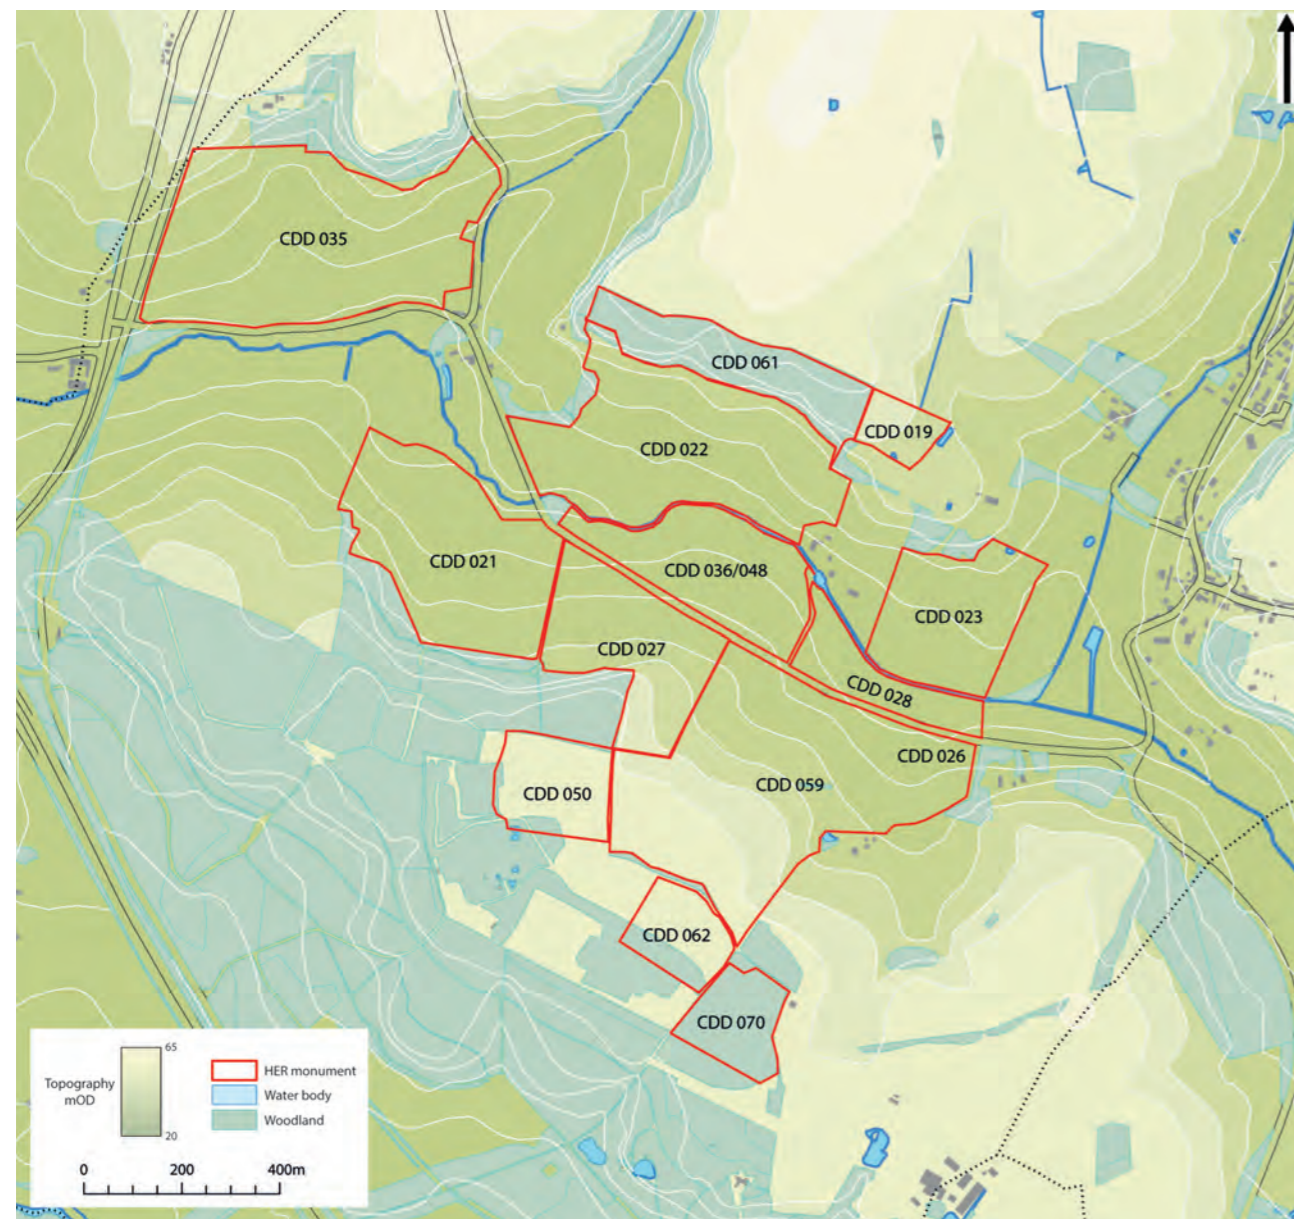 CDD 035
CDD 061
CDD 019
CDD 022
CDD 021
CDD 036/048
CDD 023
CDD 027
CDD 028
CDD 026
CDD 059
CDD 050
CDD 062
CDD 070
Topography
mOD
65
20
HER monument
Water body
Woodland
0
200
400m